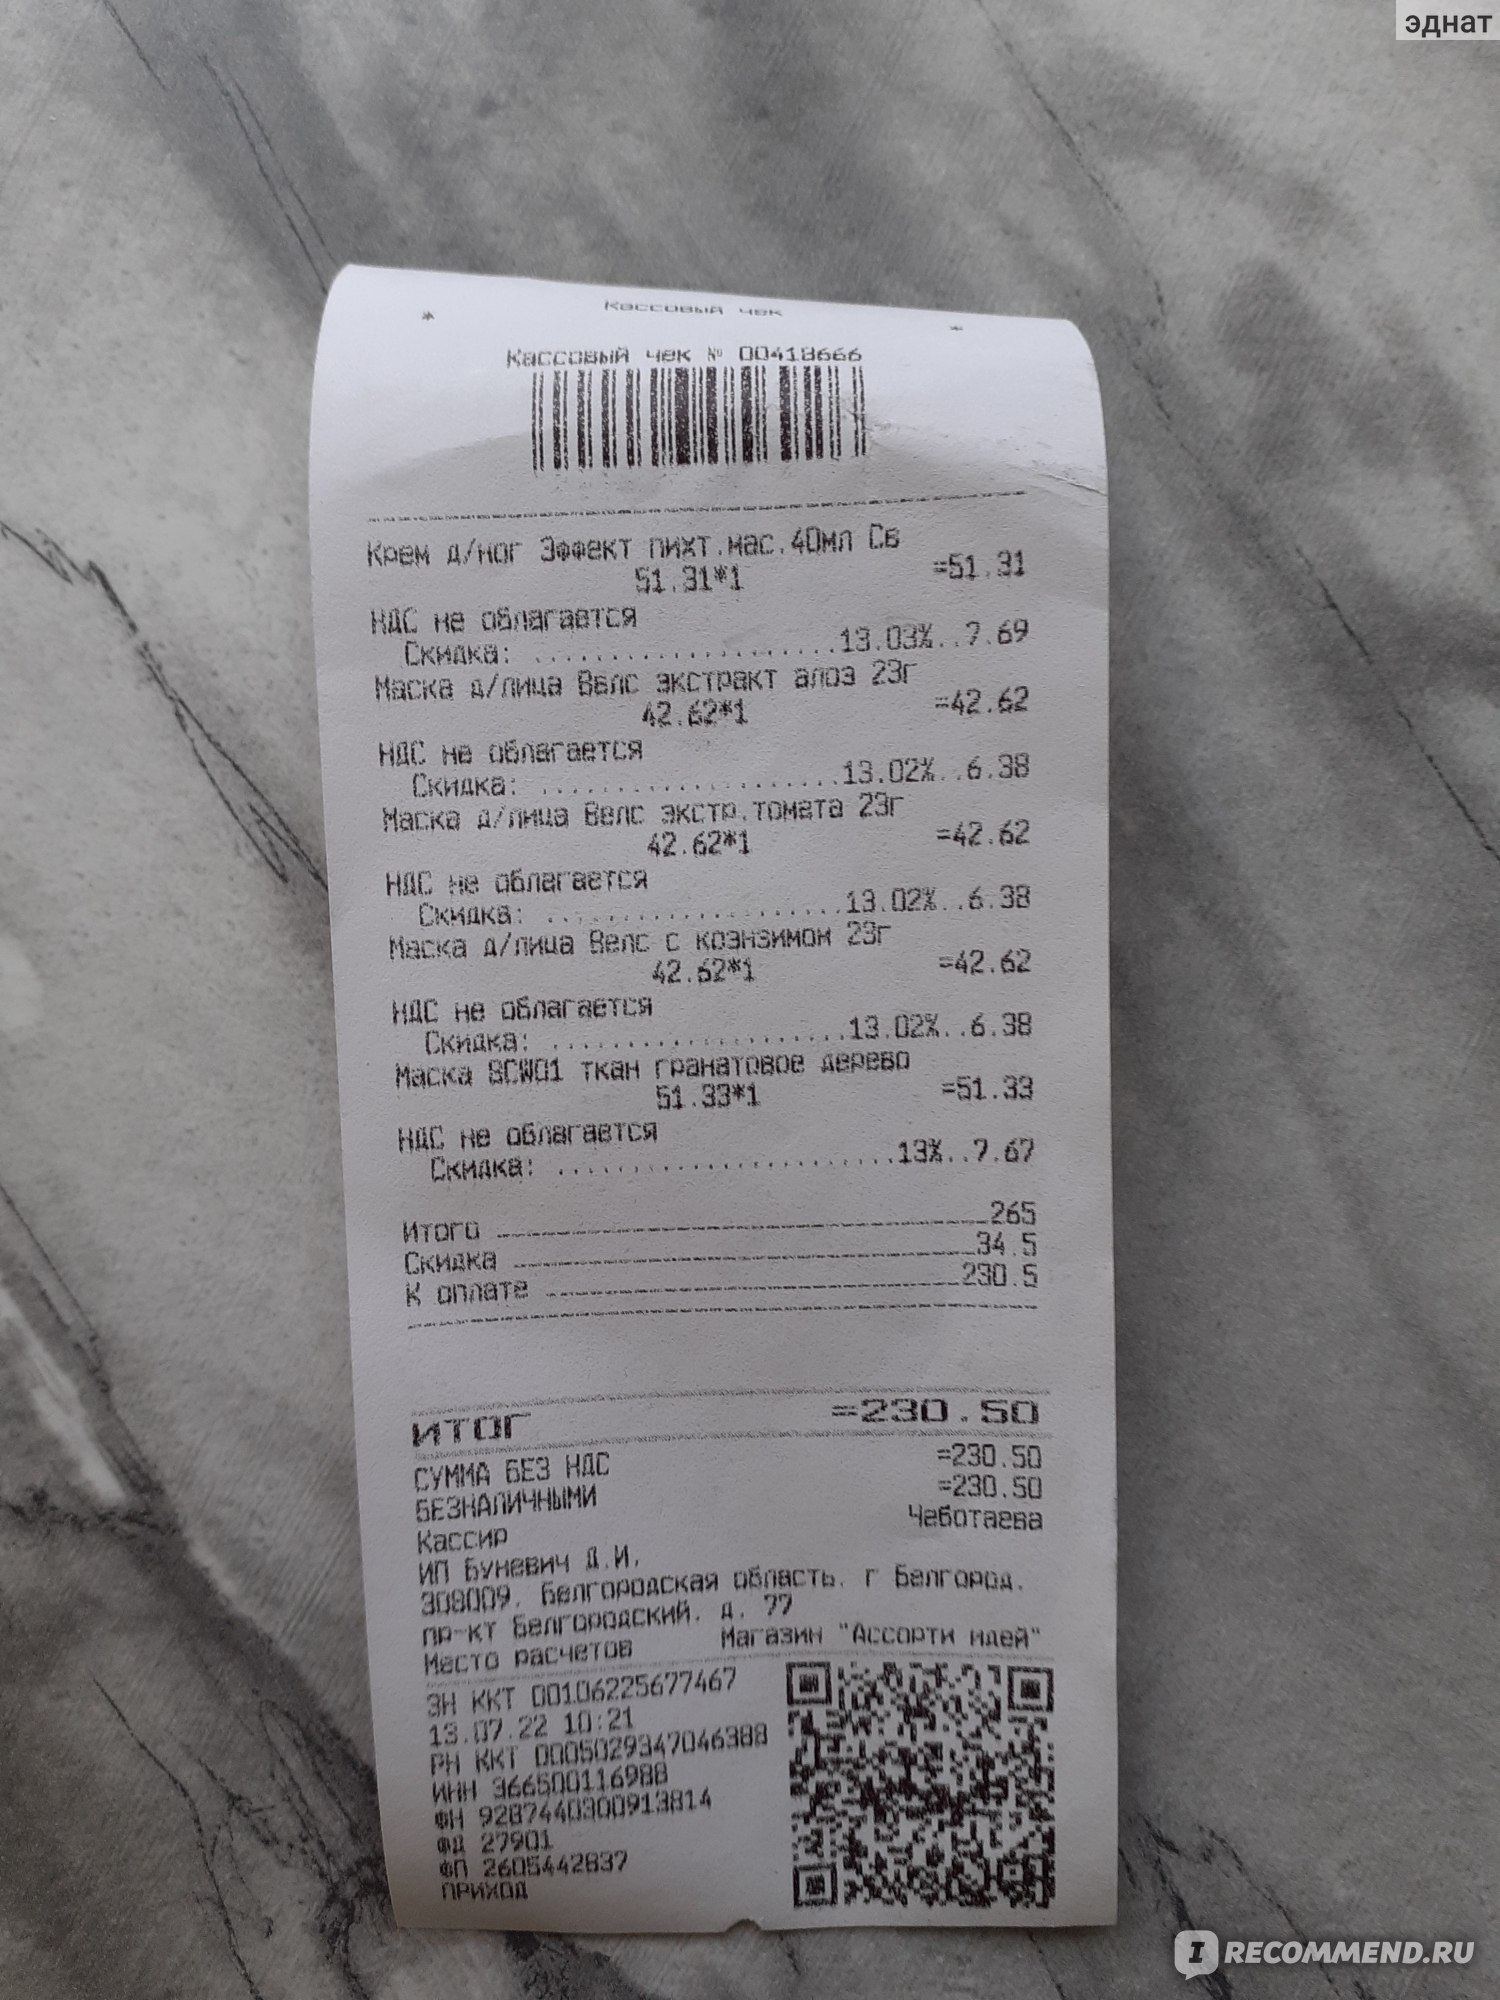 эднат
Кассовый чек
* *
Кассовый чек № 00418666
Крем д/ног Эффект пихт.мас.40мл Св
51.31*1 =51.31
НДС не облагается
Скидка: ....................13.03%..7.69
Маска д/лица Велс экстракт алоэ 23г
42.62*1 =42.62
НДС не облагается
Скидка: ....................13.02%..6.38
Маска д/лица Велс экстр.томата 23г
42.62*1 =42.62
НДС не облагается
Скидка: ....................13.02%..6.38
Маска д/лица Велс с коэнзимом 23г
42.62*1 =42.62
НДС не облагается
Скидка: ....................13.02%..6.38
Маска BCW01 ткан гранатовое дерево
51.33*1 =51.33
НДС не облагается
Скидка: .......................13%..7.67
Итого 265
Скидка 34.5
К оплате 230.5
ИТОГ =230.50
СУММА БЕЗ НДС =230.50
БЕЗНАЛИЧНЫМИ =230.50
Кассир Чеботаева
ИП Буневич Д.И.
308009, Белгородская область, г Белгород,
пр-кт Белгородский, д. 77
Место расчетов Магазин "Ассорти идей"
ЗН ККТ 00106225677467
13.07.22 10:21
РН ККТ 0005029347046388
ИНН 366500116988
ФН 9287440300913814
ФД 27901
ФП 2605442837
ПРИХОД
IRECOMMEND.RU